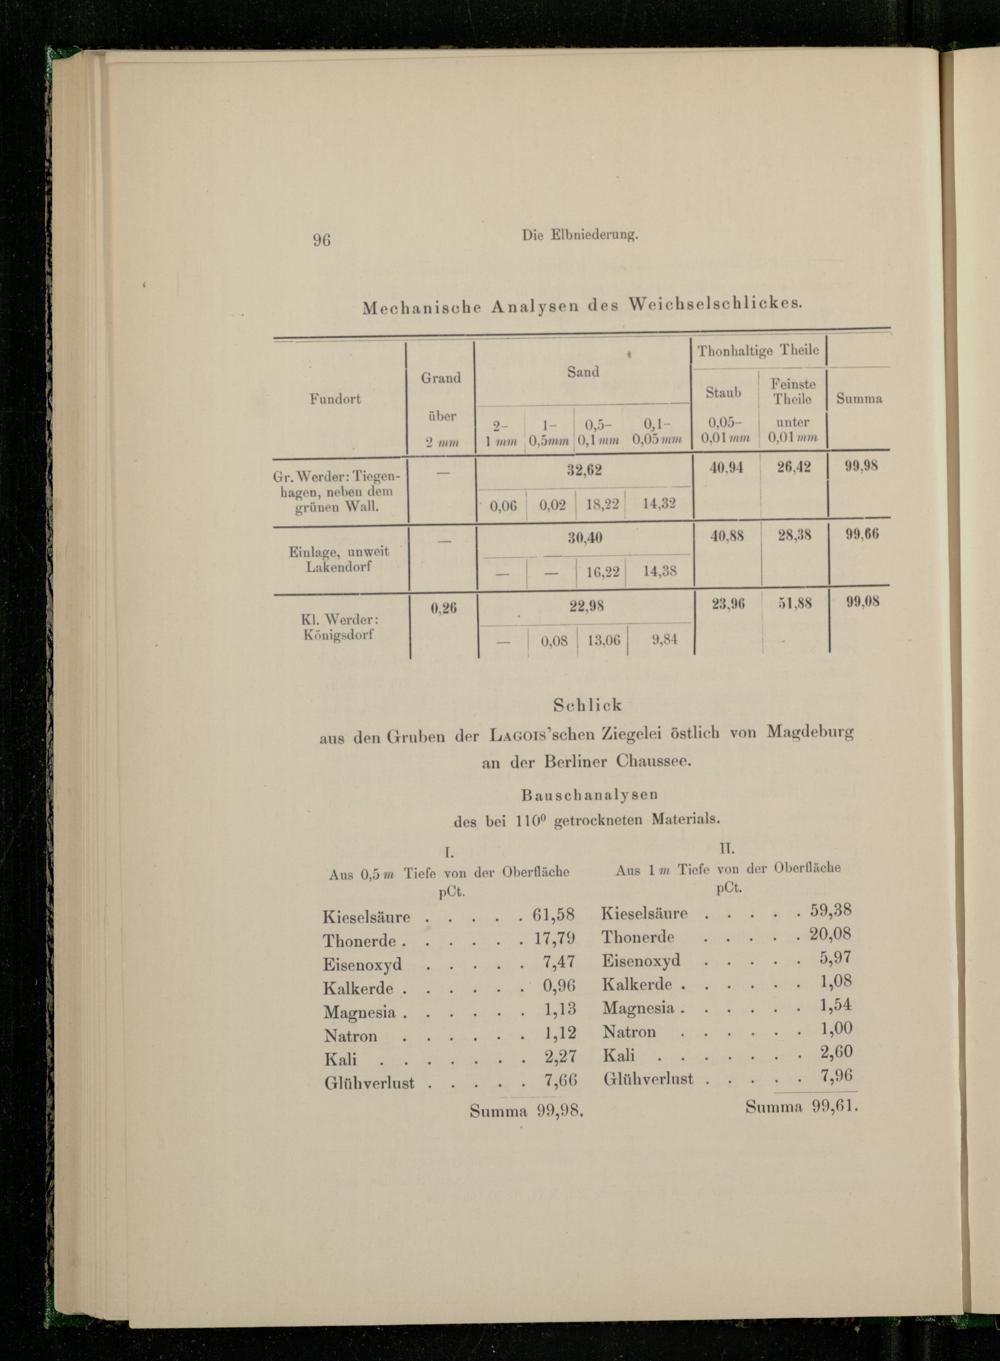 96
Die Elbniederung.
Mechanische Analysen des Weichselschlickes.
Fundort
Grand
über
2 mm
Sand
2–
1 mm
1–
0,5mm
0,5–
0,1 mm
0,1–
0,05 mm
Thonhaltige Theile
Staub
0,05–
0,01 mm
Feinste
Theile
unter
0,01 mm
Summa
Gr. Werder: Tiegen-
hagen, neben dem
grünen Wall.
— 32,62 40,94 26,42 99,98
0,06 0,02 18,22 14,32
Einlage, unweit
Lakendorf
— 30,40 40,88 28,38 99,66
— — 16,22 14,38
Kl. Werder:
Königsdorf
0,26 22,98 23,96 51,88 99,08
— 0,08 13,06 9,84
Schlick
aus den Gruben der LAGOIS'schen Ziegelei östlich von Magdeburg
an der Berliner Chaussee.
Bauschanalysen
des bei 110⁰ getrockneten Materials.
I.
Aus 0,5 m Tiefe von der Oberfläche
pCt.
Kieselsäure . . . . . 61,58
Thonerde . . . . . . 17,79
Eisenoxyd . . . . . 7,47
Kalkerde . . . . . . 0,96
Magnesia . . . . . . 1,13
Natron . . . . . . 1,12
Kali . . . . . . . 2,27
Glühverlust . . . . . 7,66
Summa 99,98.
II.
Aus 1 m Tiefe von der Oberfläche
pCt.
Kieselsäure . . . . . 59,38
Thonerde . . . . . 20,08
Eisenoxyd . . . . . 5,97
Kalkerde . . . . . . 1,08
Magnesia . . . . . . 1,54
Natron . . . . . . 1,00
Kali . . . . . . . 2,60
Glühverlust . . . . . 7,96
Summa 99,61.